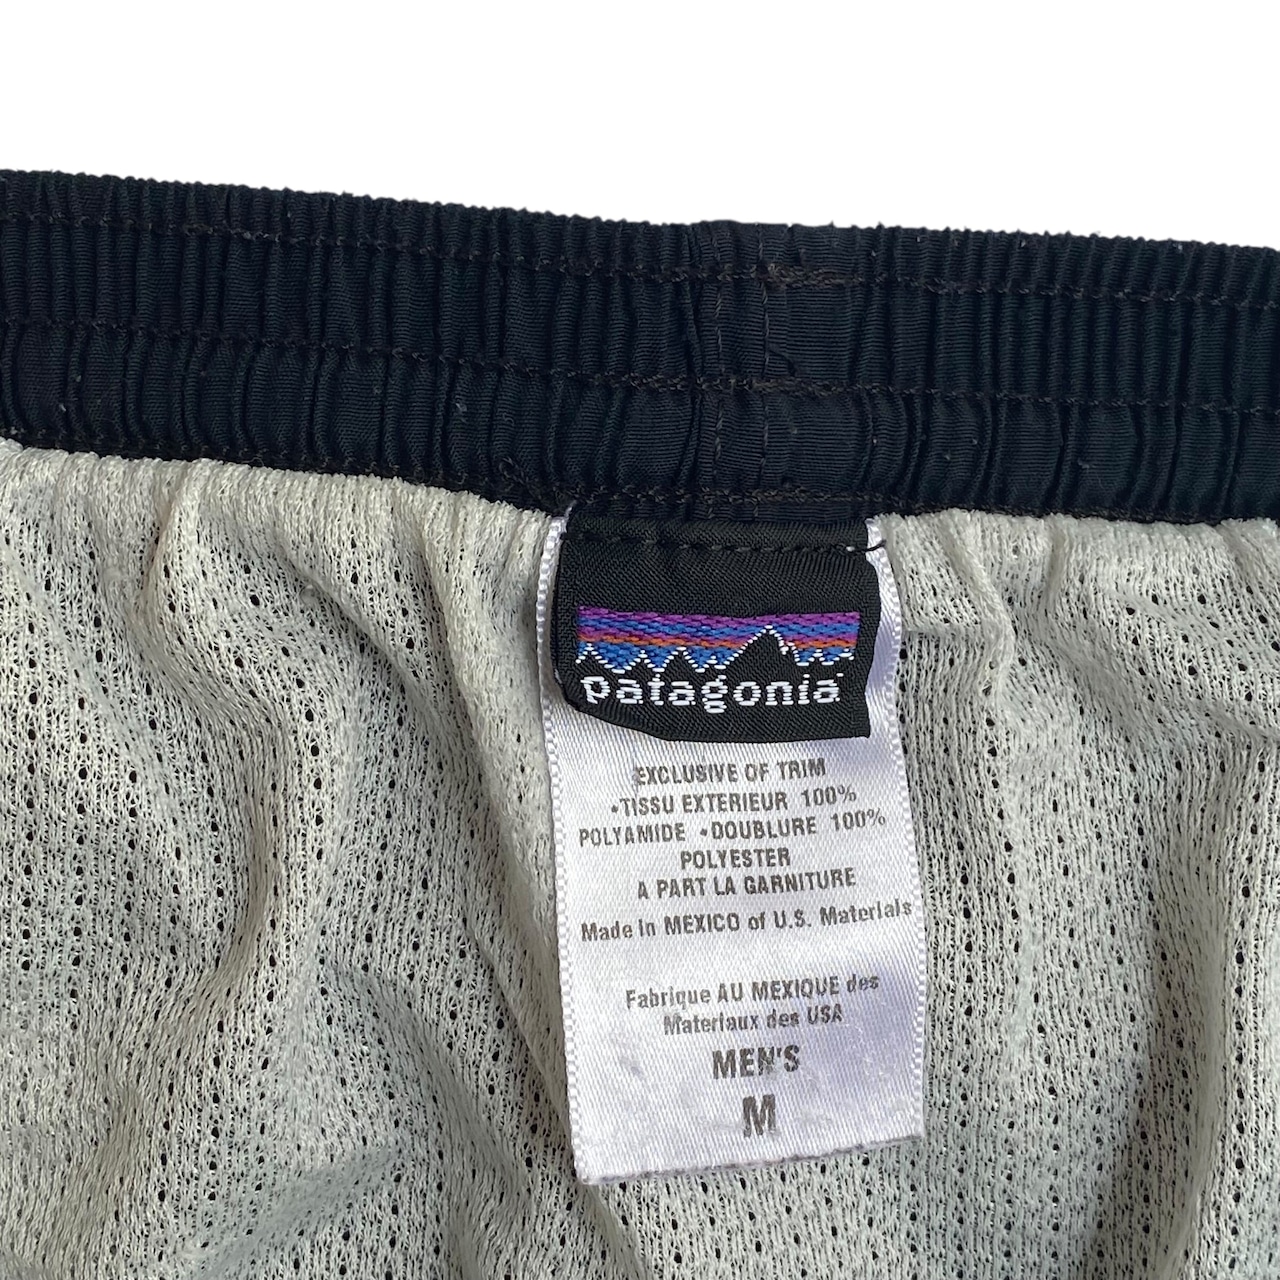 patagonia
EXCLUSIVE OF TRIM
•TISSU EXTERIEUR 100%
POLYAMIDE •DOUBLURE 100%
POLYESTER
A PART LA GARNITURE
Made in MEXICO of U.S. Materials
Fabrique AU MEXIQUE des
Materiaux des USA
MEN'S
M